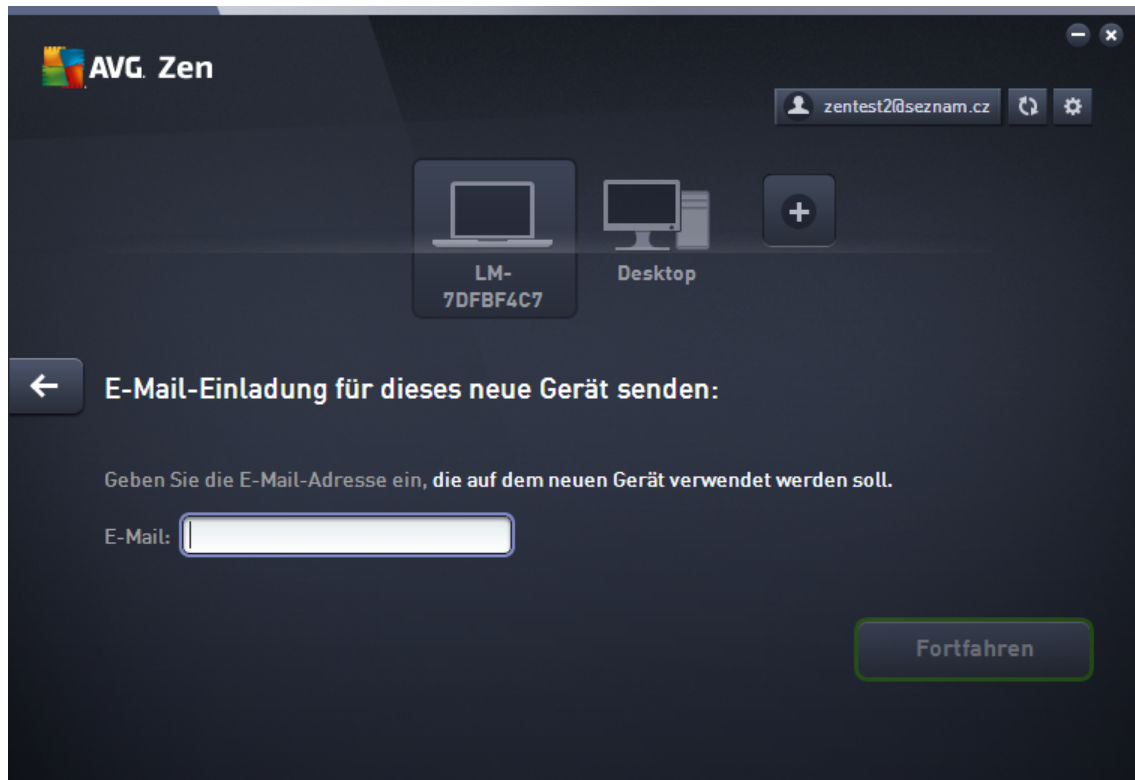 AVG. Zen
zentest2@seznam.cz
LM-
7DFBF4C7
Desktop
E-Mail-Einladung für dieses neue Gerät senden:
Geben Sie die E-Mail-Adresse ein, die auf dem neuen Gerät verwendet werden soll.
E-Mail:
Fortfahren